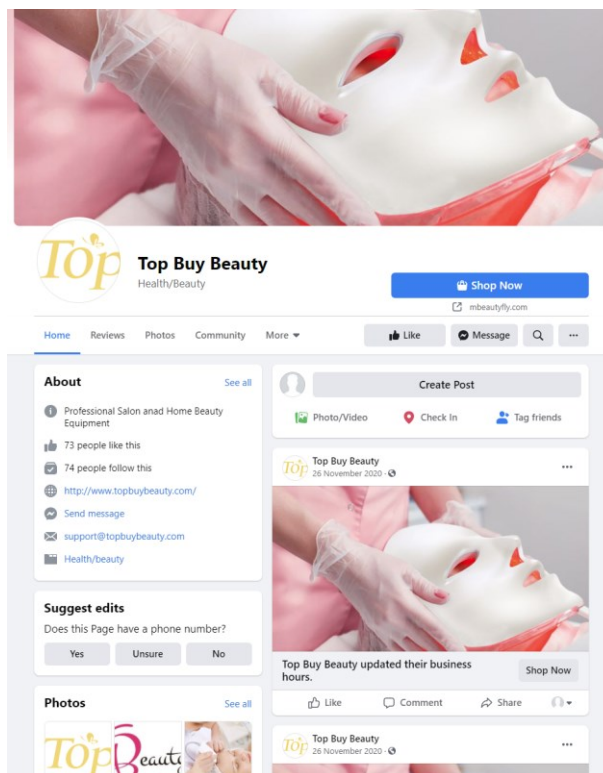 Top
Top Buy Beauty
Health/Beauty
Shop Now
mbeautyfly.com
Home
Reviews
Photos
Community
More
Like
Message
About
See all
Professional Salon anad Home Beauty
Equipment
73 people like this
74 people follow this
http://www.topbuybeauty.com/
Send message
support@topbuybeauty.com
Health/beauty
Suggest edits
Does this Page have a phone number?
Yes
Unsure
No
Photos
See all
Top
Beauty
Create Post
Photo/Video
Check In
Tag friends
Top
Top Buy Beauty
26 November 2020
Top Buy Beauty updated their business
hours.
Shop Now
Like
Comment
Share
Top
Top Buy Beauty
26 November 2020